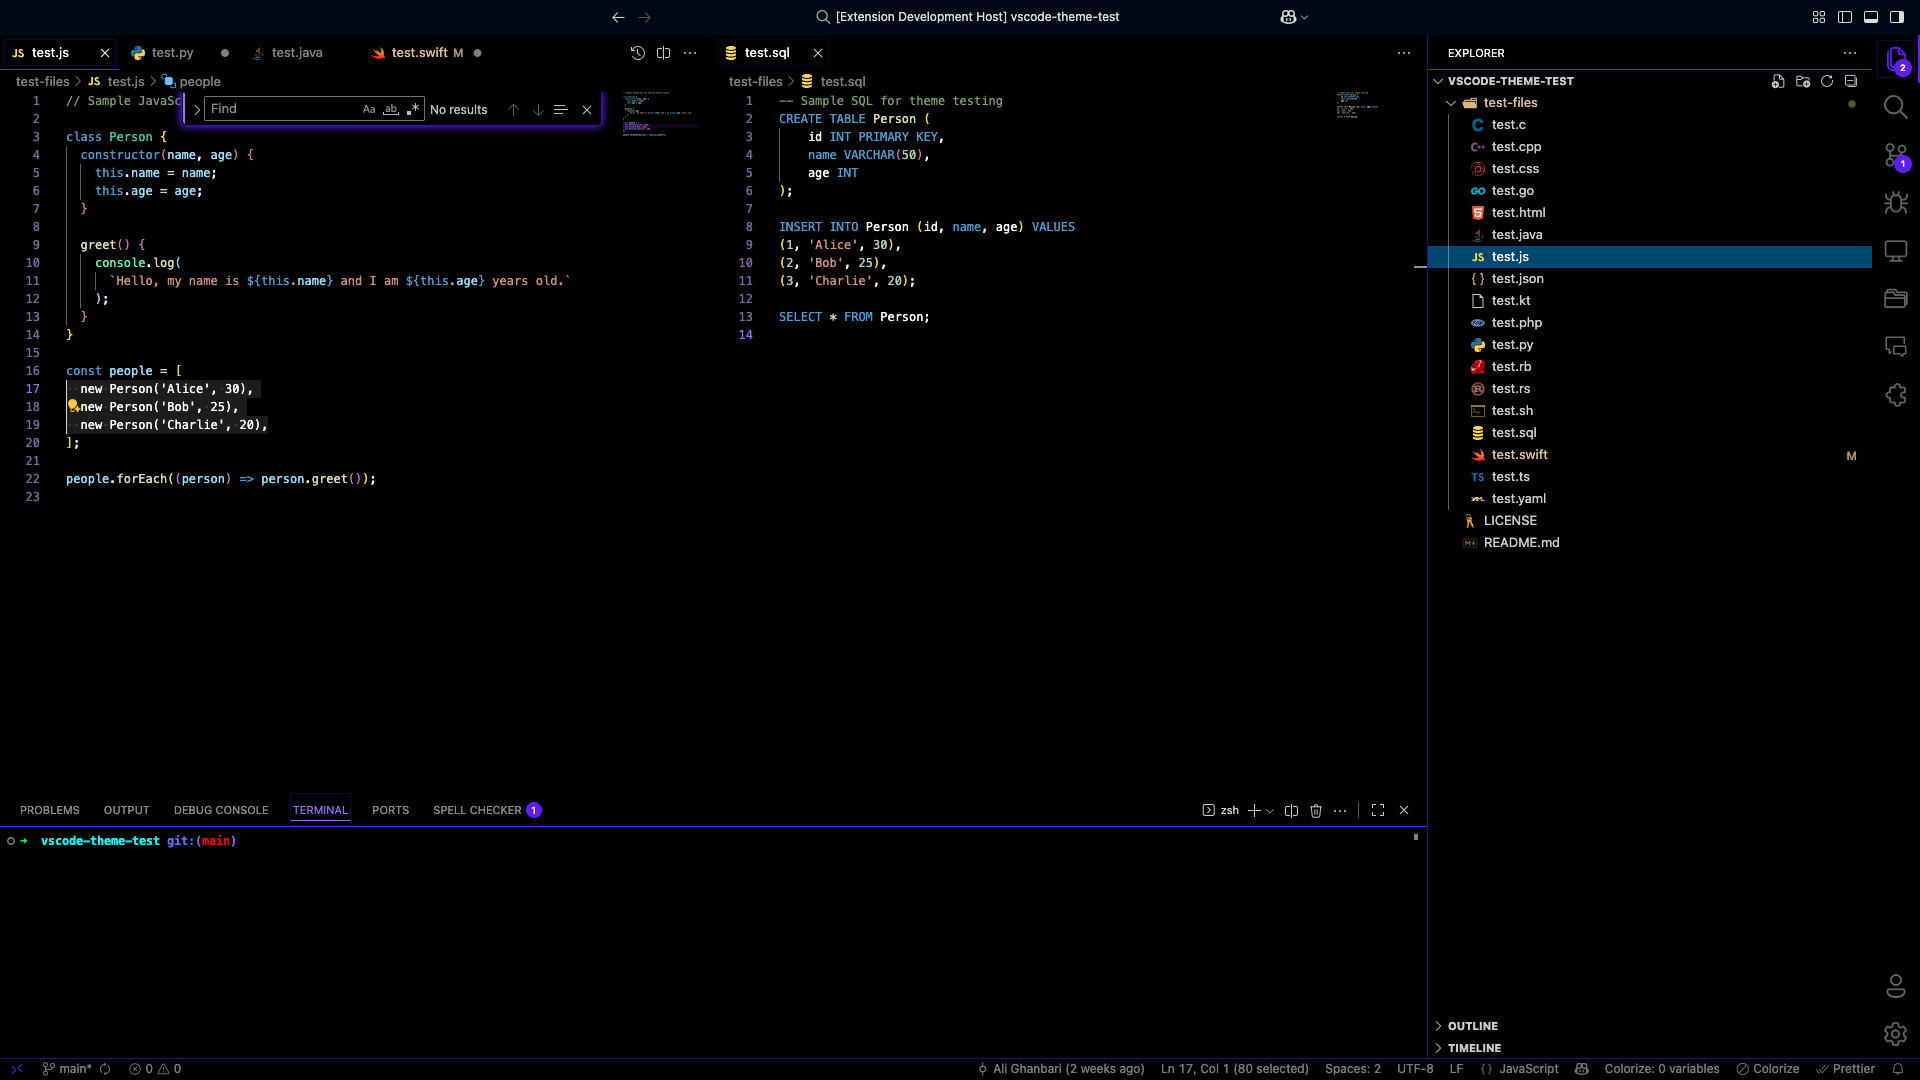 [Extension Development Host] vscode-theme-test
JS test.js
test.py
test.java
test.swift M
test.sql
test-files > JS test.js > people
Find
Aa ab .*
No results
1 // Sample JavaSc
2
3 class Person {
4 constructor(name, age) {
5 this.name = name;
6 this.age = age;
7 }
8
9 greet() {
10 console.log(
11 `Hello, my name is ${this.name} and I am ${this.age} years old.`
12 );
13 }
14 }
15
16 const people = [
17 new Person('Alice', 30),
18 new Person('Bob', 25),
19 new Person('Charlie', 20),
20 ];
21
22 people.forEach((person) => person.greet());
23
test-files > test.sql
1 -- Sample SQL for theme testing
2 CREATE TABLE Person (
3 id INT PRIMARY KEY,
4 name VARCHAR(50),
5 age INT
6 );
7
8 INSERT INTO Person (id, name, age) VALUES
9 (1, 'Alice', 30),
10 (2, 'Bob', 25),
11 (3, 'Charlie', 20);
12
13 SELECT * FROM Person;
14
EXPLORER
VSCODE-THEME-TEST
test-files
C test.c
C++ test.cpp
test.css
GO test.go
5 test.html
test.java
JS test.js
{ } test.json
test.kt
php test.php
test.py
test.rb
test.rs
test.sh
test.sql
test.swift M
TS test.ts
test.yaml
LICENSE
README.md
OUTLINE
TIMELINE
2
1
PROBLEMS
OUTPUT
DEBUG CONSOLE
TERMINAL
PORTS
SPELL CHECKER 1
zsh
→ vscode-theme-test git:(main)
main*
0 0
Ali Ghanbari (2 weeks ago)
Ln 17, Col 1 (80 selected)
Spaces: 2
UTF-8
LF
{ } JavaScript
Colorize: 0 variables
Colorize
Prettier